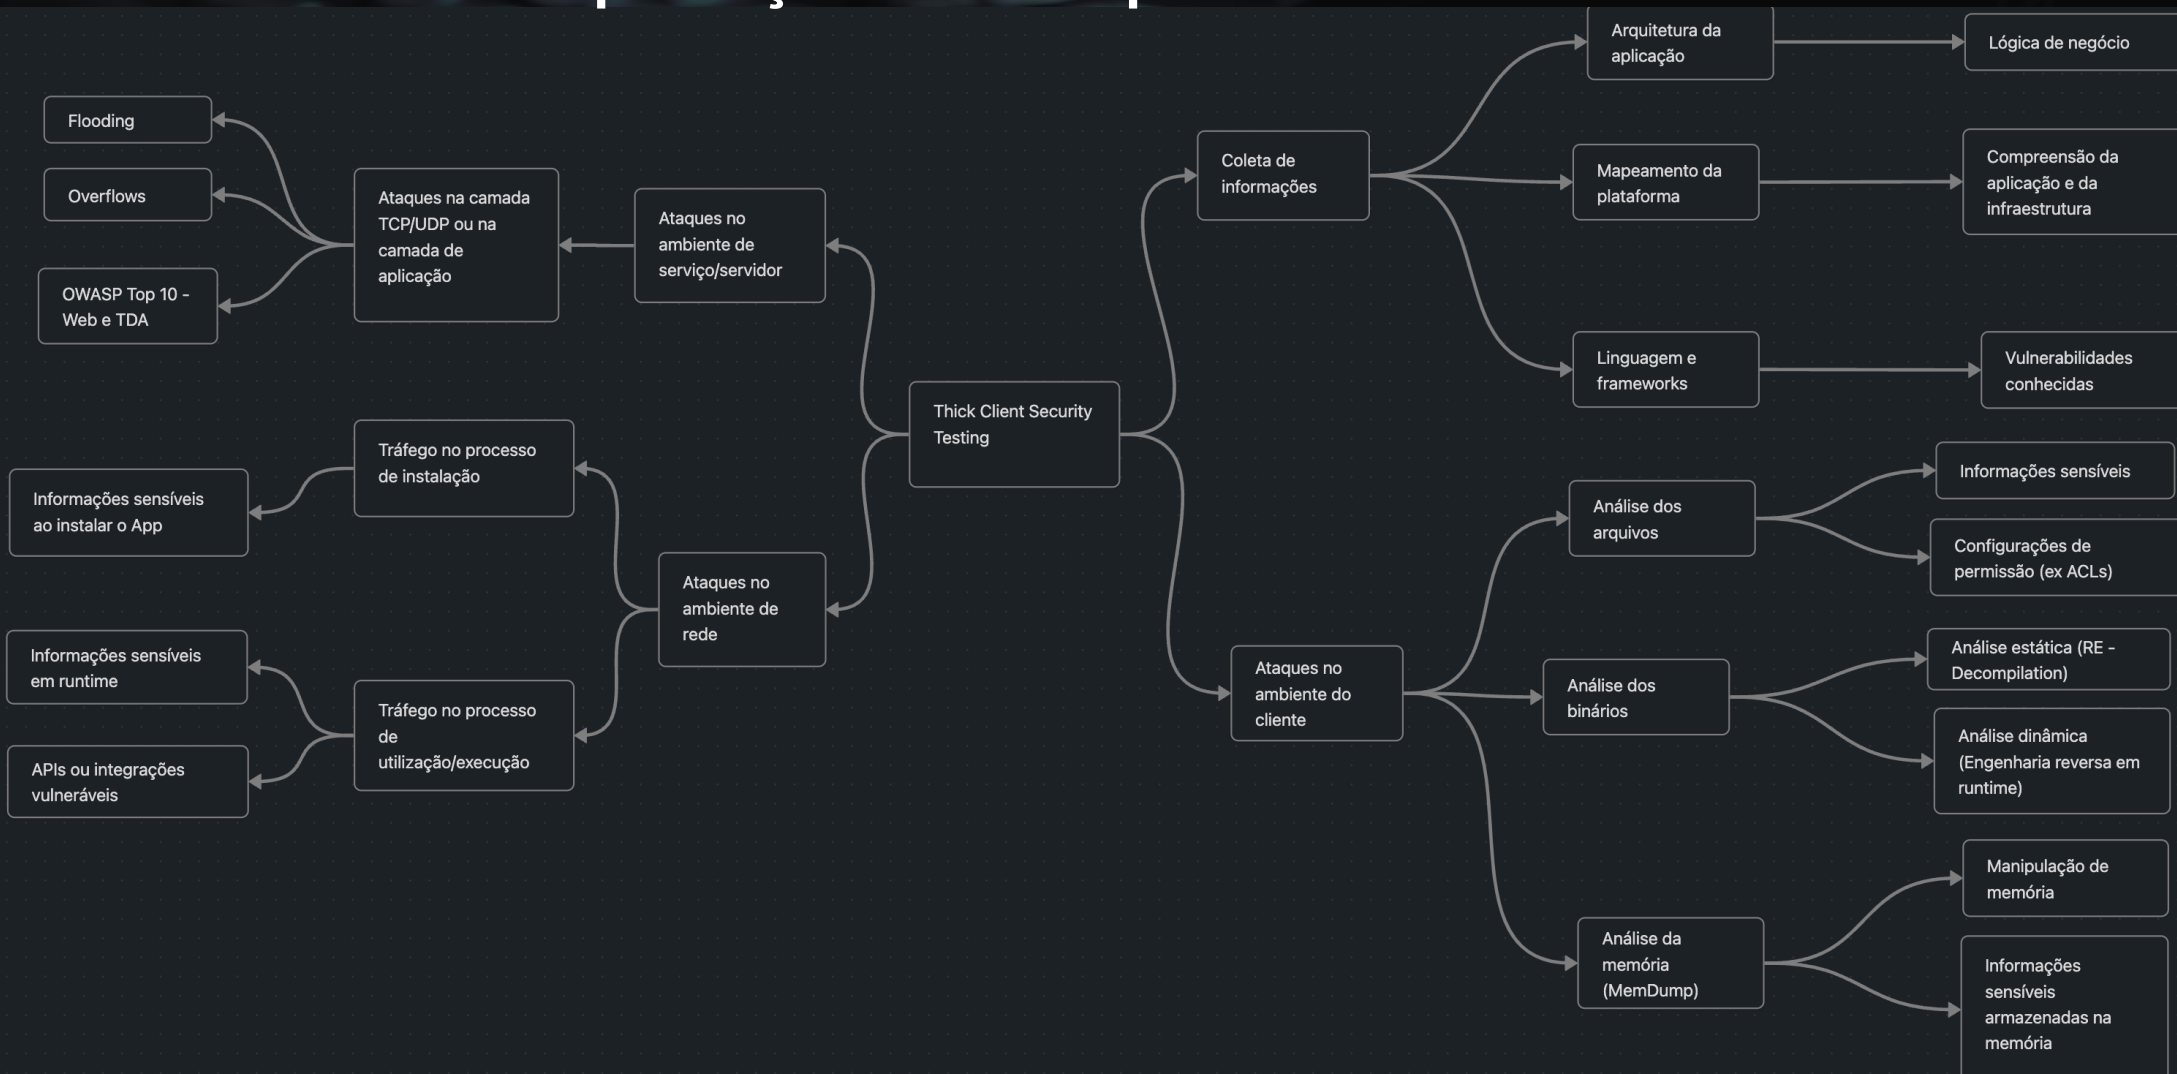 Flooding
Overflows
OWASP Top 10 -
Web e TDA
Ataques na camada
TCP/UDP ou na
camada de
aplicação
Ataques no
ambiente de
serviço/servidor
Informações sensíveis
ao instalar o App
Tráfego no processo
de instalação
Informações sensíveis
em runtime
APIs ou integrações
vulneráveis
Tráfego no processo
de
utilização/execução
Ataques no
ambiente de
rede
Thick Client Security
Testing
Coleta de
informações
Arquitetura da
aplicação
Lógica de negócio
Mapeamento da
plataforma
Compreensão da
aplicação e da
infraestrutura
Linguagem e
frameworks
Vulnerabilidades
conhecidas
Ataques no
ambiente do
cliente
Análise dos
arquivos
Informações sensíveis
Configurações de
permissão (ex ACLs)
Análise dos
binários
Análise estática (RE -
Decompilation)
Análise dinâmica
(Engenharia reversa em
runtime)
Análise da
memória
(MemDump)
Manipulação de
memória
Informações
sensíveis
armazenadas na
memória